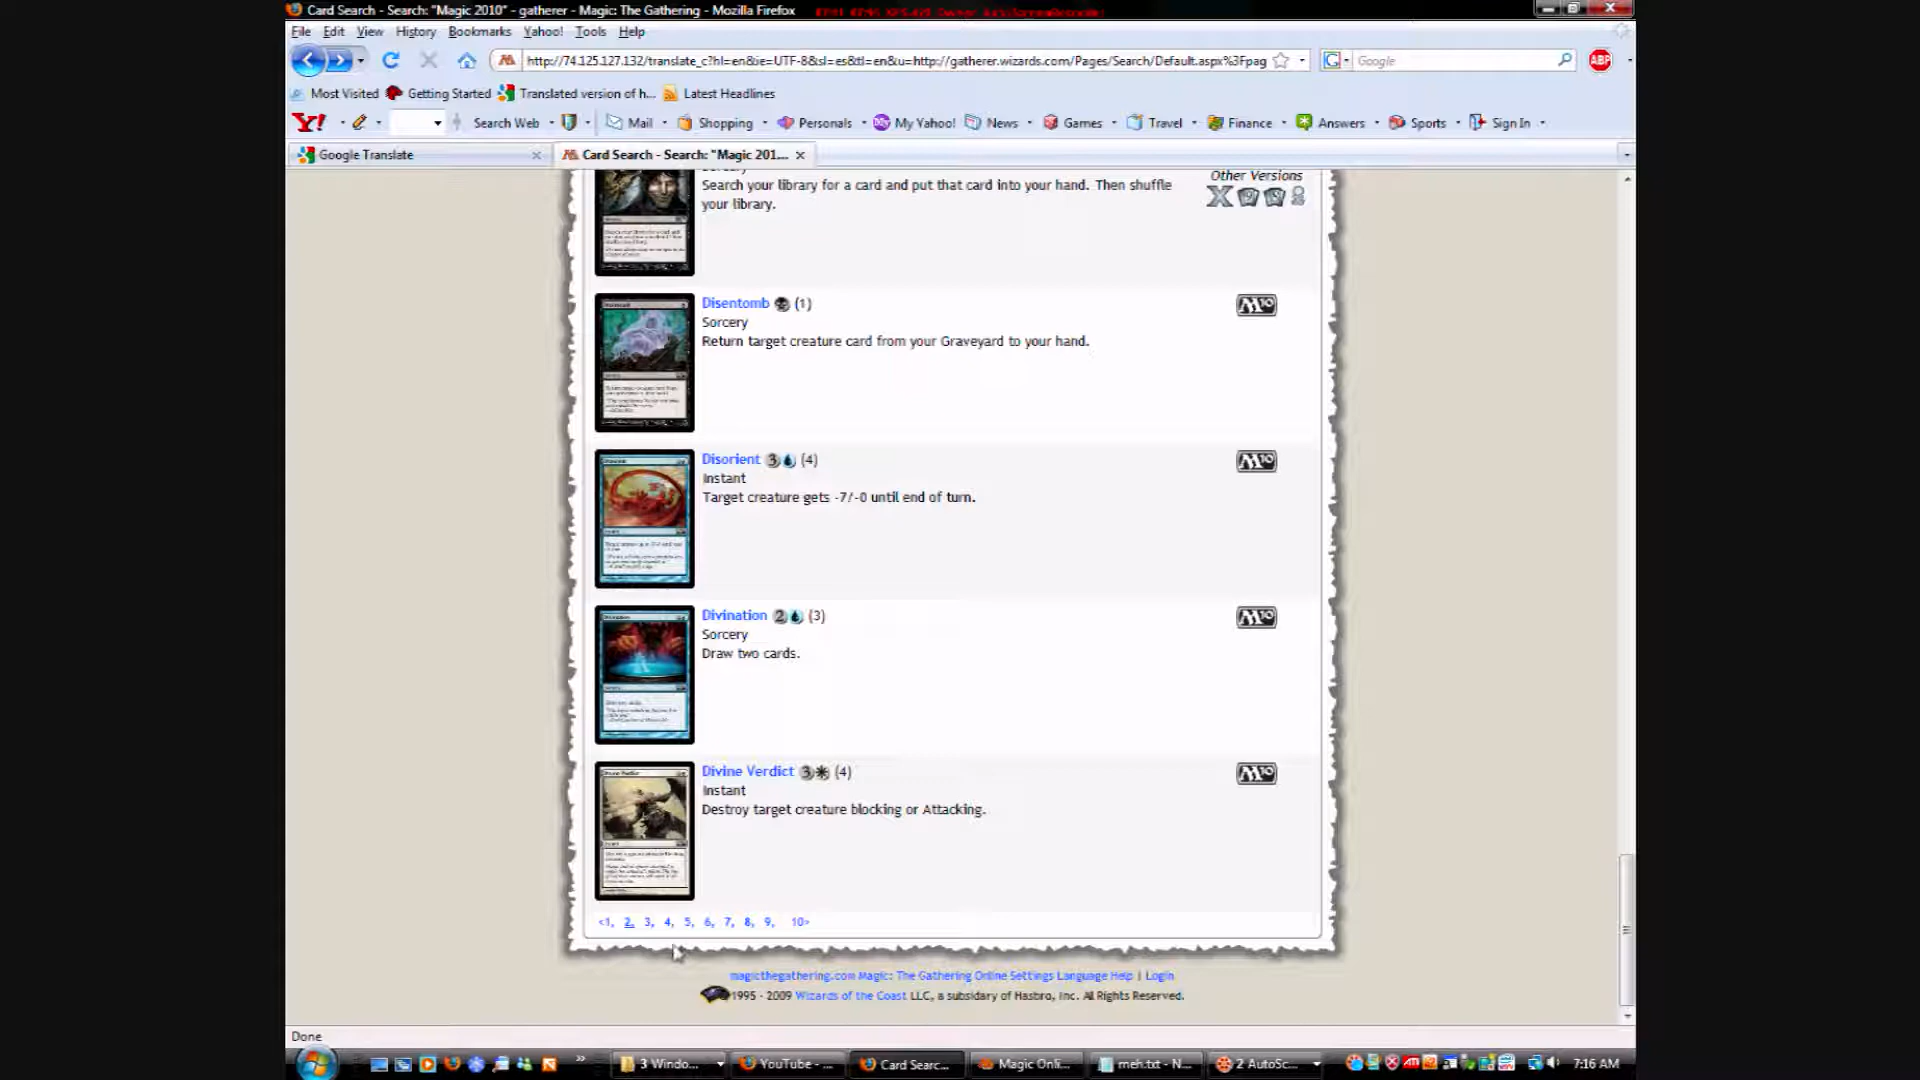 Card Search - Search: "Magic 2010" - gatherer - Magic: The Gathering - Mozilla Firefox
File Edit View History Bookmarks Yahoo! Tools Help
http://74.125.127.132/translate_c?hl=en&ie=UTF-8&sl=es&tl=en&u=http://gatherer.wizards.com/Pages/Search/Default.aspx%3Fpag
Google
ABP
Most Visited Getting Started Translated version of h... Latest Headlines
Y! Search Web Mail Shopping Personals My Yahoo! News Games Travel Finance Answers Sports Sign In
Google Translate
Card Search - Search: "Magic 201...
Search your library for a card and put that card into your hand. Then shuffle
your library.
Other Versions
Disentomb (1)
Sorcery
Return target creature card from your Graveyard to your hand.
M10
Disorient 3 (4)
Instant
Target creature gets -7/-0 until end of turn.
M10
Divination 2 (3)
Sorcery
Draw two cards.
M10
Divine Verdict 3 (4)
Instant
Destroy target creature blocking or Attacking.
M10
<1, 2, 3, 4, 5, 6, 7, 8, 9, 10>
magicthegathering.com Magic: The Gathering Online Settings Language Help | Login
1995 - 2009 Wizards of the Coast LLC, a subsidary of Hasbro, Inc. All Rights Reserved.
Done
3 Windo... YouTube - ... Card Searc... Magic Onli... meh.txt - N... 2 AutoSc... 7:16 AM